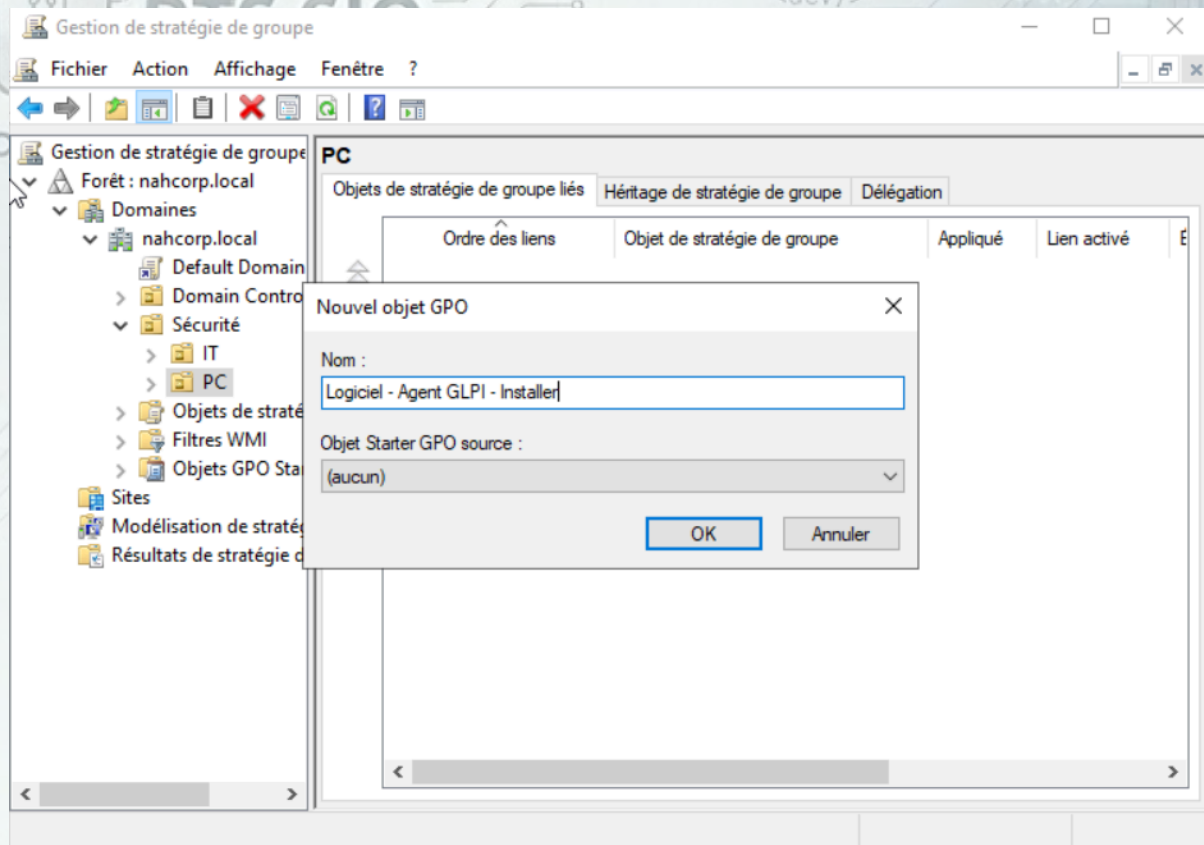 Gestion de stratégie de groupe
Fichier Action Affichage Fenêtre ?
Gestion de stratégie de groupe
Forêt : nahcorp.local
Domaines
nahcorp.local
Default Domain
Domain Contro
Sécurité
IT
PC
Objets de straté
Filtres WMI
Objets GPO Sta
Sites
Modélisation de straté
Résultats de stratégie d
PC
Objets de stratégie de groupe liés Héritage de stratégie de groupe Délégation
Ordre des liens Objet de stratégie de groupe Appliqué Lien activé É
Nouvel objet GPO
Nom :
Logiciel - Agent GLPI - Installer
Objet Starter GPO source :
(aucun)
OK Annuler